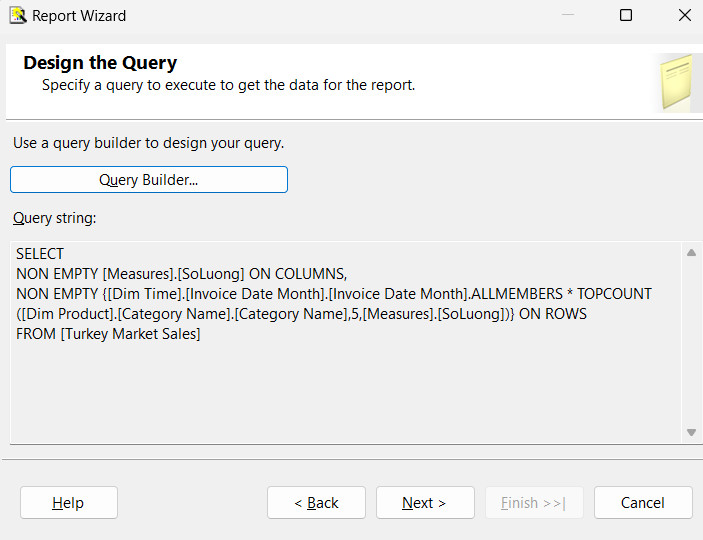 Report Wizard
Design the Query
Specify a query to execute to get the data for the report.
Use a query builder to design your query.
Query Builder...
Query string:
SELECT
NON EMPTY [Measures].[SoLuong] ON COLUMNS,
NON EMPTY {[Dim Time].[Invoice Date Month].[Invoice Date Month].ALLMEMBERS * TOPCOUNT
([Dim Product].[Category Name].[Category Name],5,[Measures].[SoLuong])} ON ROWS
FROM [Turkey Market Sales]
Help
< Back
Next >
Finish >>|
Cancel